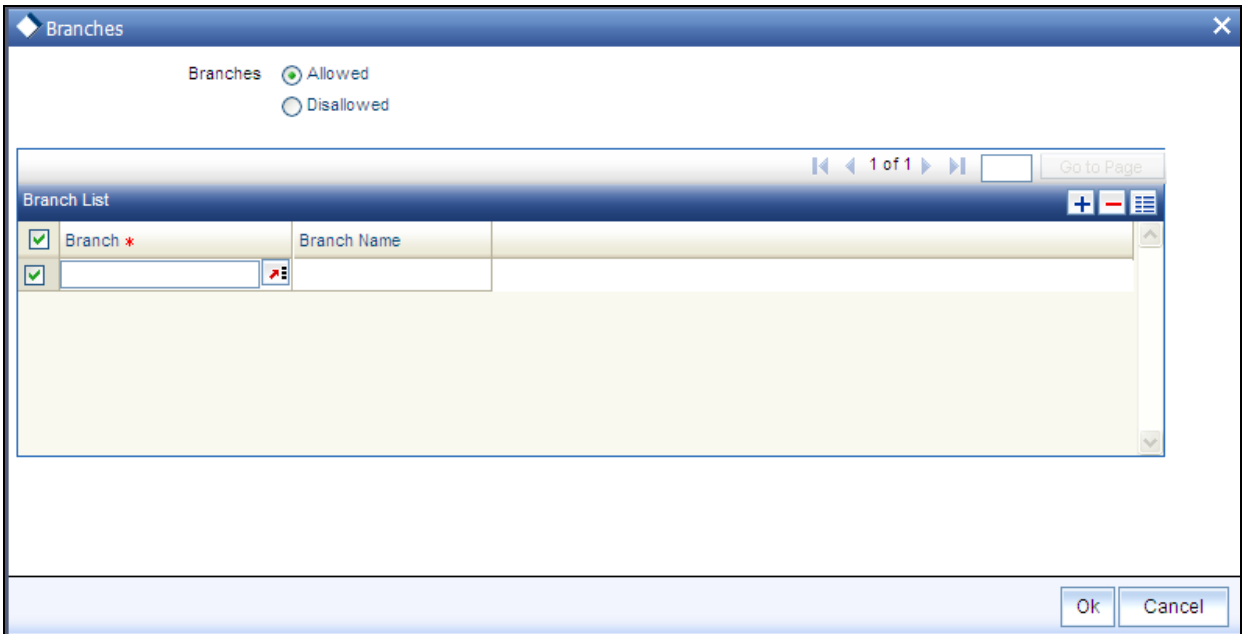 Branches
Branches Allowed
Disallowed
1 of 1 Go to Page
Branch List
Branch * Branch Name
Ok Cancel